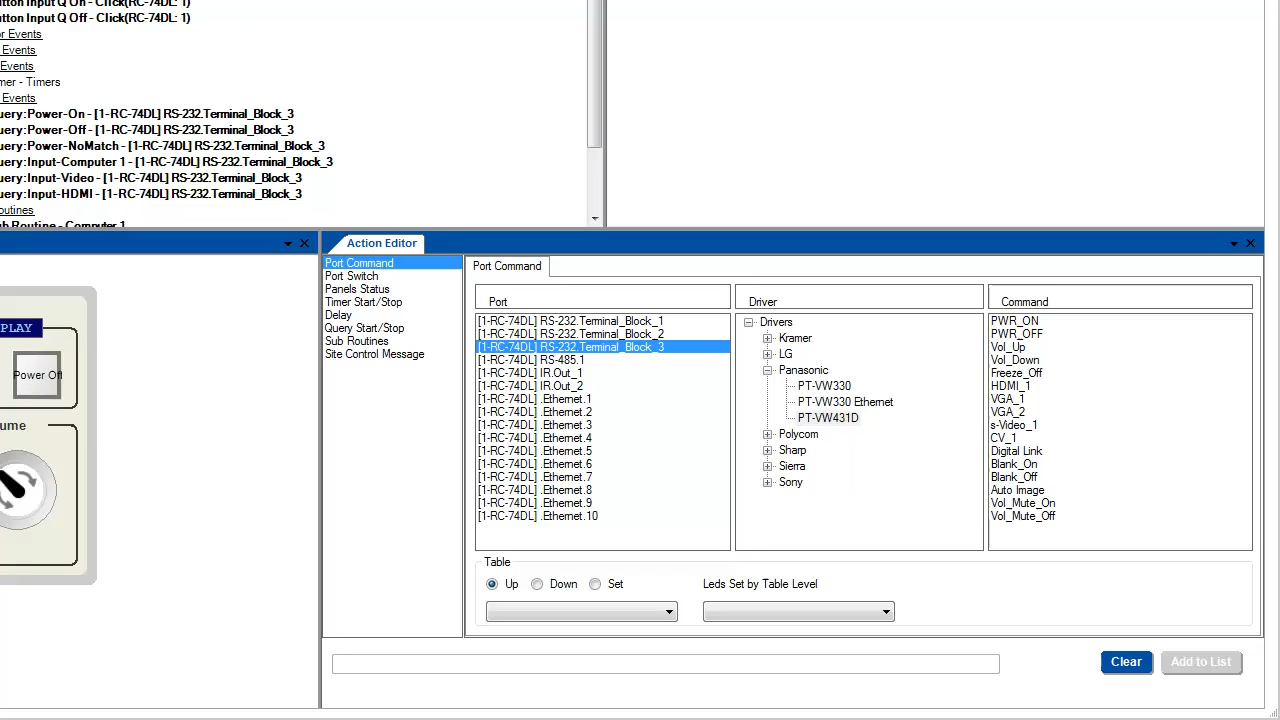 utton Input Q On - Click(RC-74DL: 1)
utton Input Q Off - Click(RC-74DL: 1)
or Events
Events
Events
mer - Timers
Events
uery:Power-On - [1-RC-74DL] RS-232.Terminal_Block_3
uery:Power-Off - [1-RC-74DL] RS-232.Terminal_Block_3
uery:Power-NoMatch - [1-RC-74DL] RS-232.Terminal_Block_3
uery:Input-Computer 1 - [1-RC-74DL] RS-232.Terminal_Block_3
uery:Input-Video - [1-RC-74DL] RS-232.Terminal_Block_3
uery:Input-HDMI - [1-RC-74DL] RS-232.Terminal_Block_3
outines
ub Routine - Computer 1
PLAY
Power Off
ume
Action Editor
Port Command
Port Switch
Panels Status
Timer Start/Stop
Delay
Query Start/Stop
Sub Routines
Site Control Message
Port Command
Port
[1-RC-74DL] RS-232.Terminal_Block_1
[1-RC-74DL] RS-232.Terminal_Block_2
[1-RC-74DL] RS-232.Terminal_Block_3
[1-RC-74DL] RS-485.1
[1-RC-74DL] IR.Out_1
[1-RC-74DL] IR.Out_2
[1-RC-74DL] .Ethernet.1
[1-RC-74DL] .Ethernet.2
[1-RC-74DL] .Ethernet.3
[1-RC-74DL] .Ethernet.4
[1-RC-74DL] .Ethernet.5
[1-RC-74DL] .Ethernet.6
[1-RC-74DL] .Ethernet.7
[1-RC-74DL] .Ethernet.8
[1-RC-74DL] .Ethernet.9
[1-RC-74DL] .Ethernet.10
Driver
Drivers
Kramer
LG
Panasonic
PT-VW330
PT-VW330 Ethernet
PT-VW431D
Polycom
Sharp
Sierra
Sony
Command
PWR_ON
PWR_OFF
Vol_Up
Vol_Down
Freeze_Off
HDMI_1
VGA_1
VGA_2
s-Video_1
CV_1
Digital Link
Blank_On
Blank_Off
Auto Image
Vol_Mute_On
Vol_Mute_Off
Table
Up Down Set
Leds Set by Table Level
Clear
Add to List